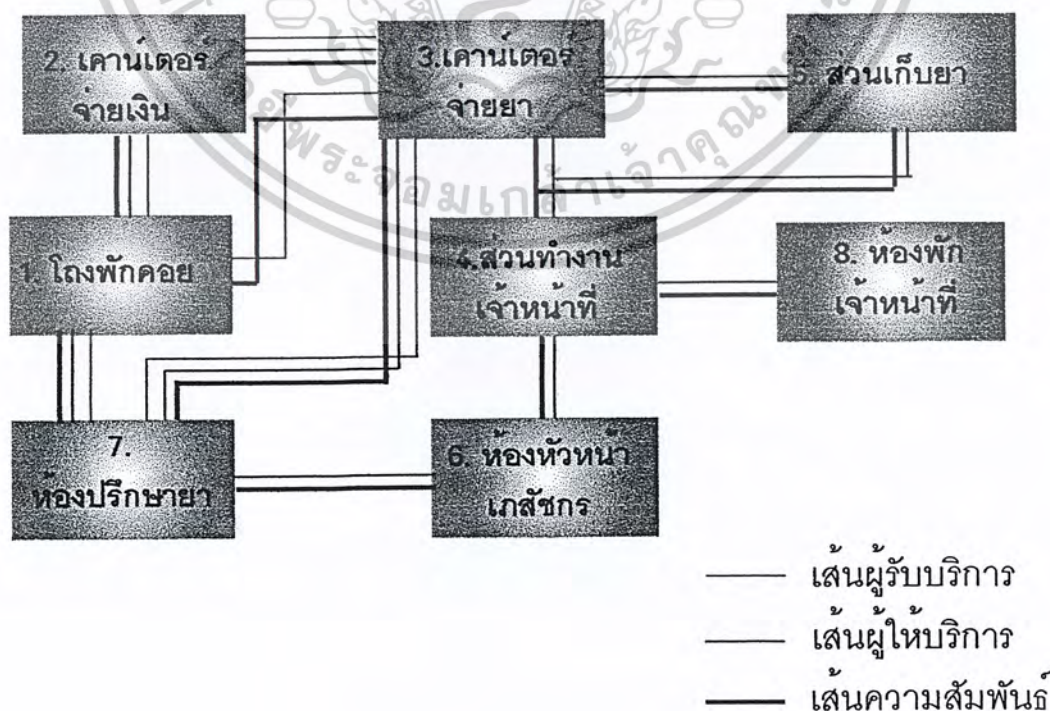 2. เคาน์เตอร์
จ่ายเงิน
3.เคาน์เตอร์
จ่ายยา
5. ส่วนเก็บยา
1. โถงพักคอย
4.ส่วนทำงาน
เจ้าหน้าที่
8. ห้องพัก
เจ้าหน้าที่
7.
ห้องปรึกษายา
6. ห้องหัวหน้า
เภสัชกร
เส้นผู้รับบริการ
เส้นผู้ให้บริการ
เส้นความสัมพันธ์